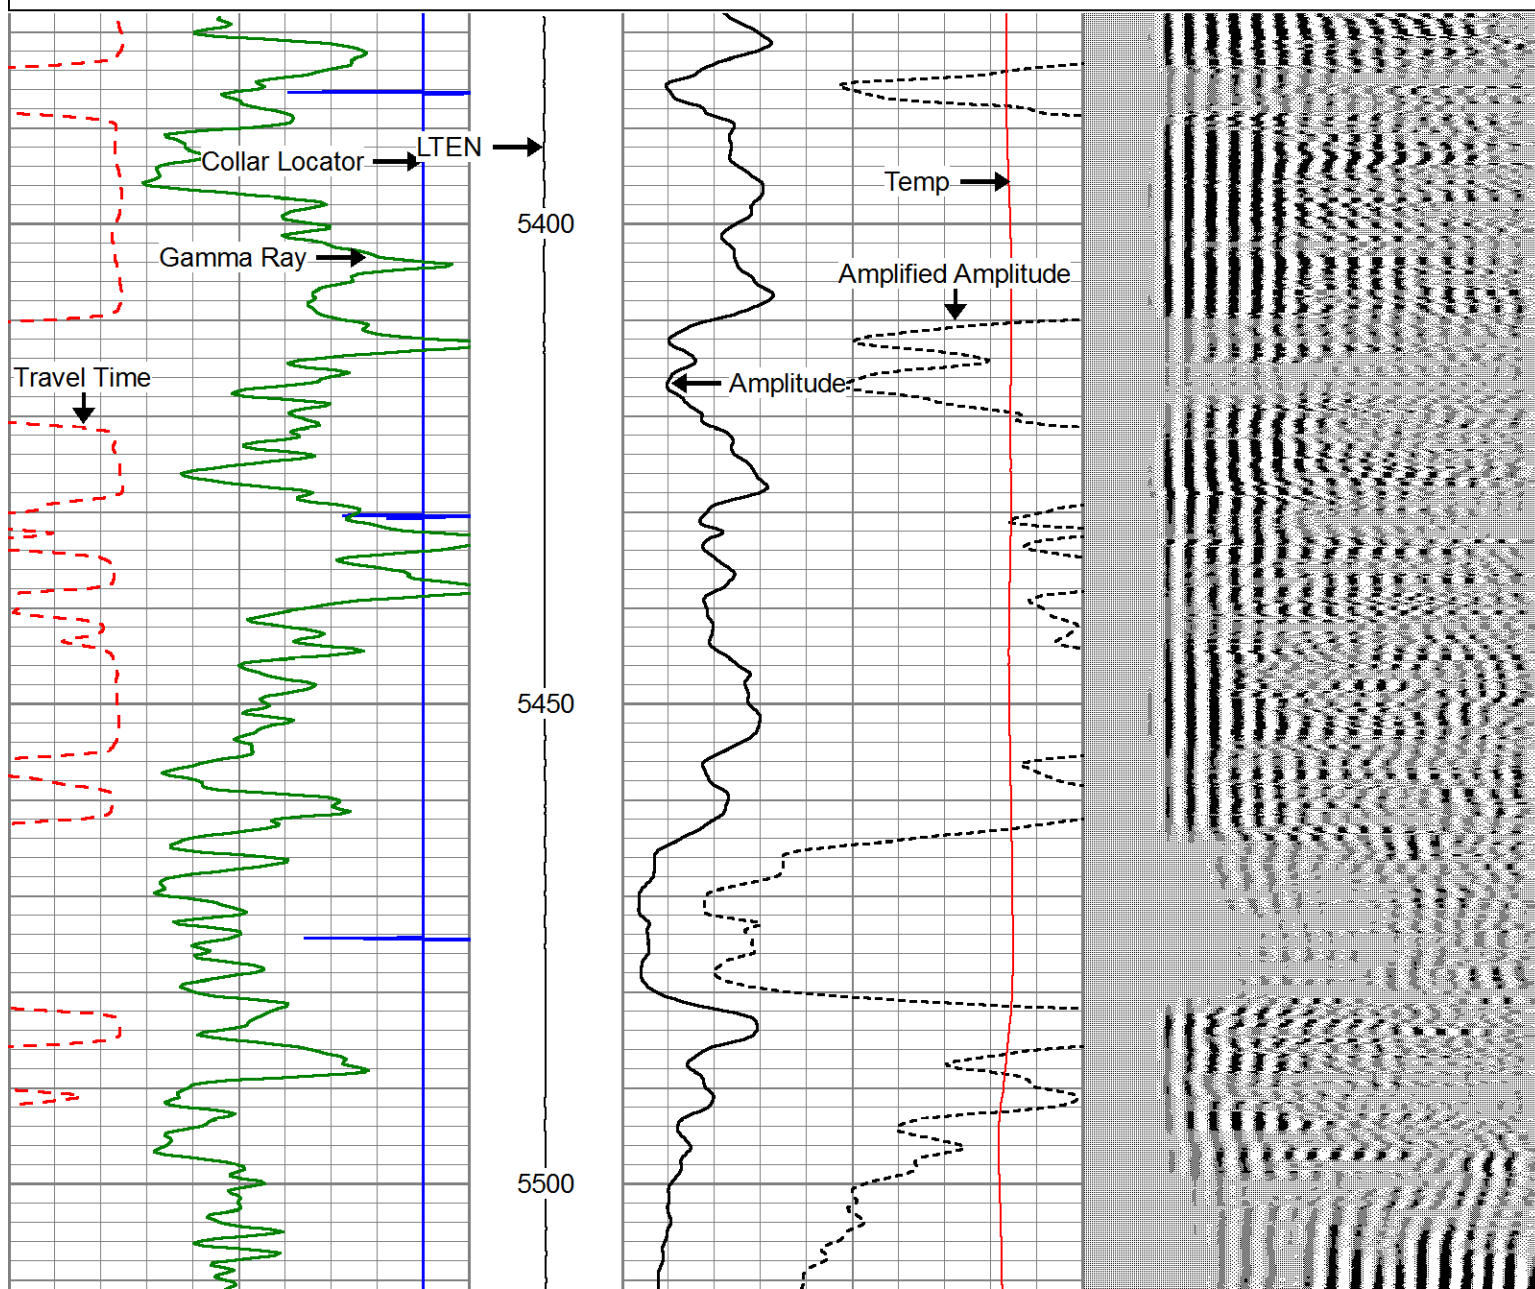 LTEN
Collar Locator
Temp
5400
Gamma Ray
Amplified Amplitude
Travel Time
Amplitude
5450
5500